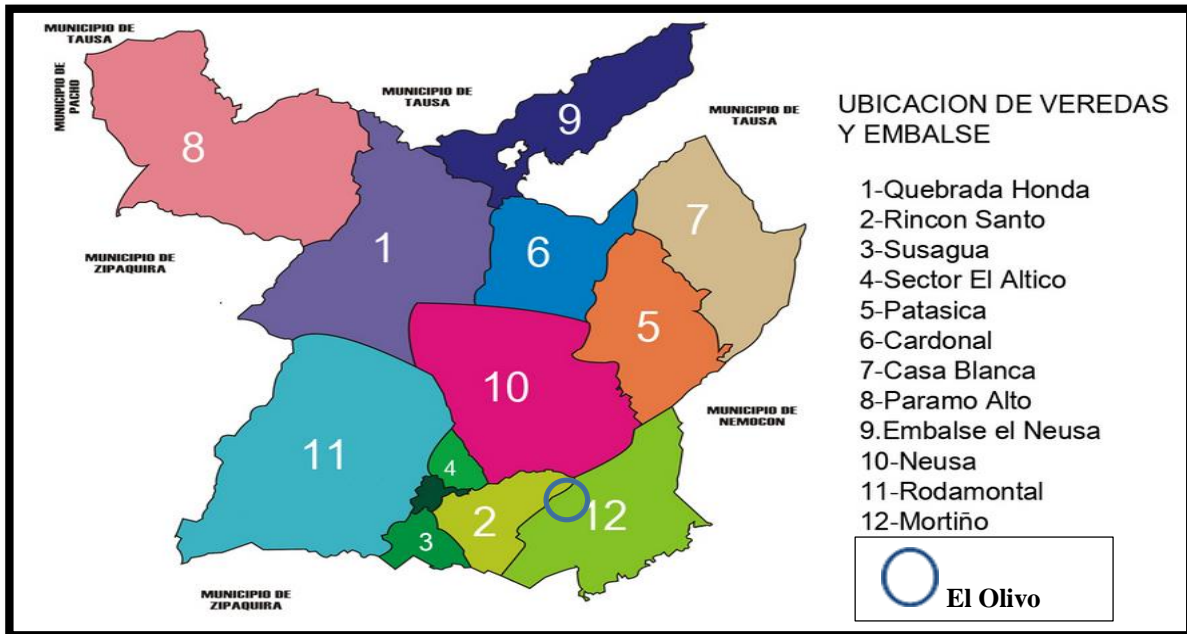 MUNICIPIO DE
TAUSA
MUNICIPIO DE
PACHO
MUNICIPIO DE
TAUSA
MUNICIPIO DE
TAUSA
8
9
7
1
6
5
MUNICIPIO DE
ZIPAQUIRA
10
MUNICIPIO DE
NEMOCON
11
4
2
12
3
MUNICIPIO DE
ZIPAQUIRA
UBICACION DE VEREDAS
Y EMBALSE
1-Quebrada Honda
2-Rincon Santo
3-Susagua
4-Sector El Altico
5-Patasica
6-Cardonal
7-Casa Blanca
8-Paramo Alto
9.Embalse el Neusa
10-Neusa
11-Rodamontal
12-Mortiño
El Olivo